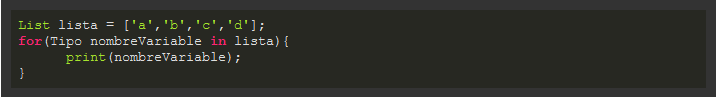 List lista = ['a','b','c','d'];
for(Tipo nombreVariable in lista){
print(nombreVariable);
}